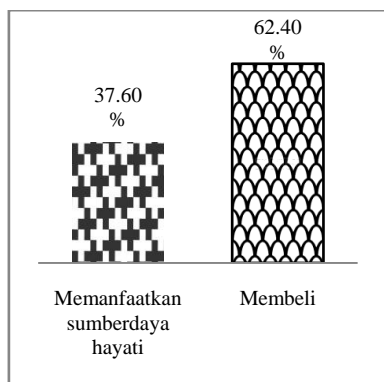 62.40
%
37.60
%
Memanfaatkan
sumberdaya
hayati
Membeli